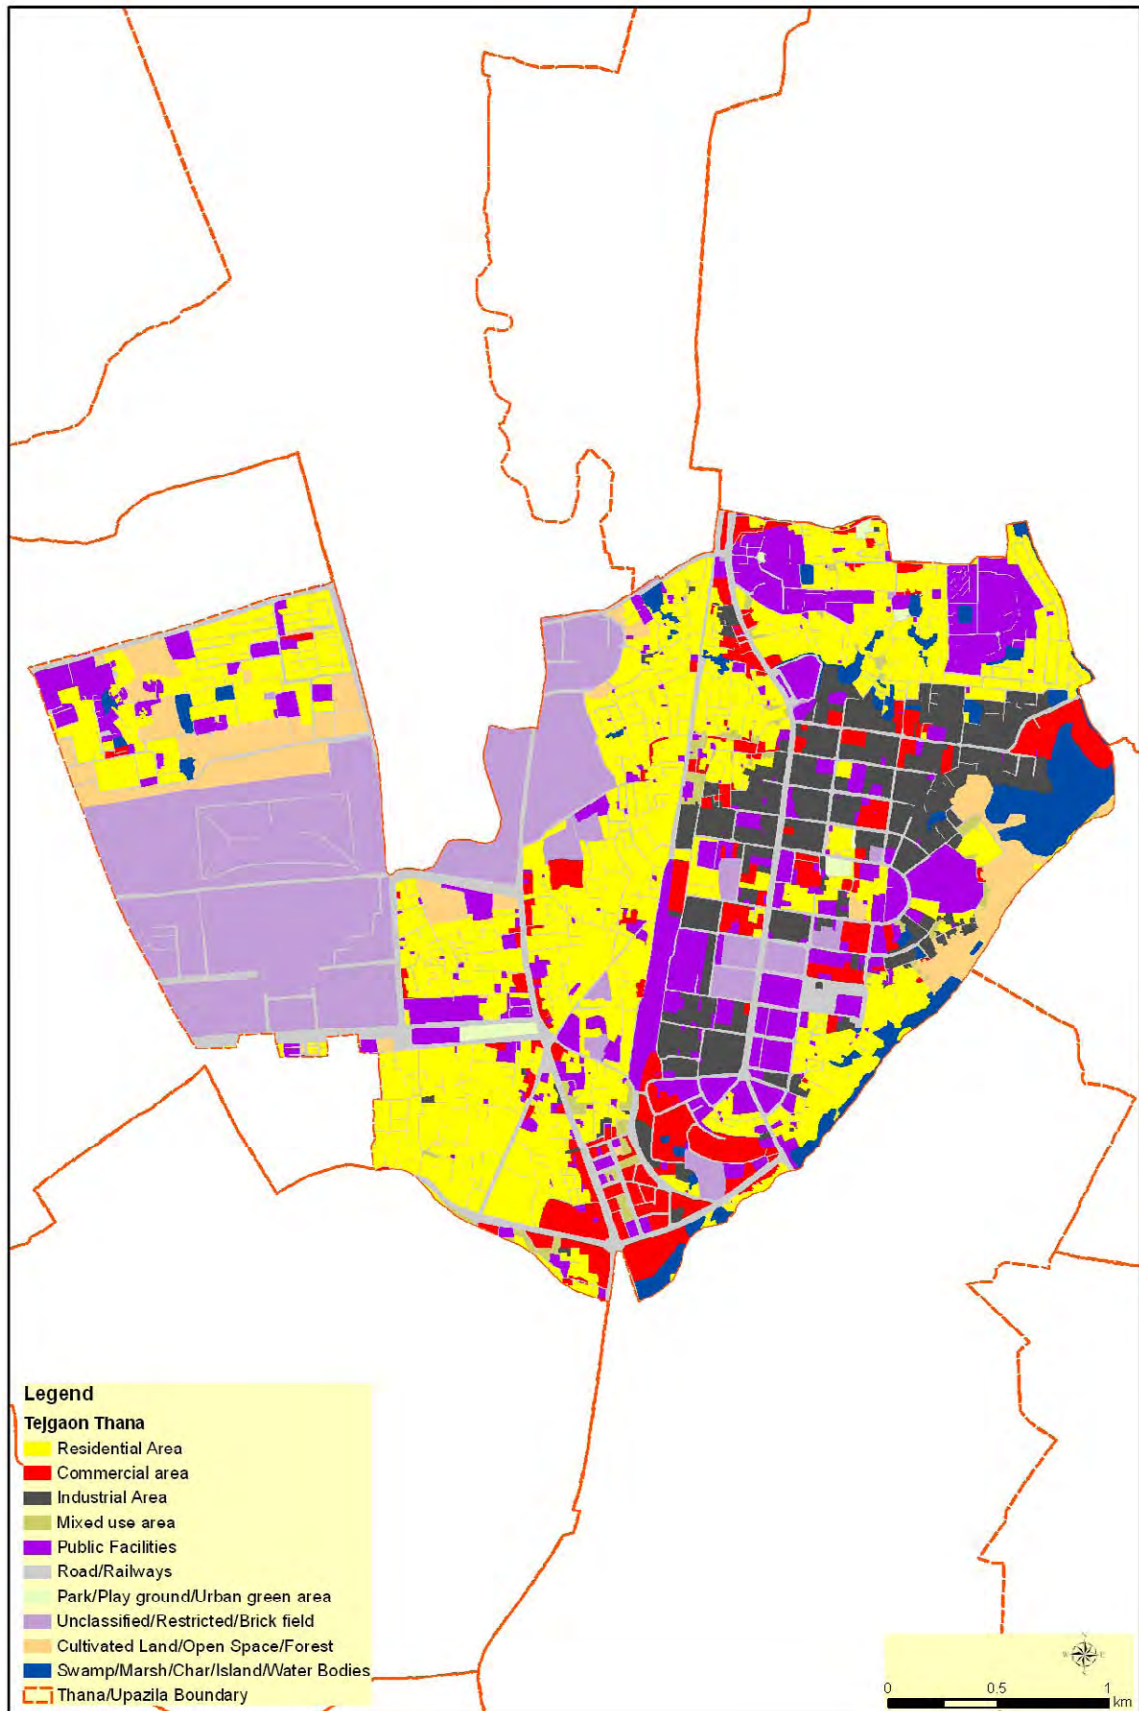 Legend
Tejgaon Thana
Residential Area
Commercial area
Industrial Area
Mixed use area
Public Facilities
Road/Railways
Park/Play ground/Urban green area
Unclassified/Restricted/Brick field
Cultivated Land/Open Space/Forest
Swamp/Marsh/Char/Island/Water Bodies
Thana/Upazila Boundary
0 0.5 1
km